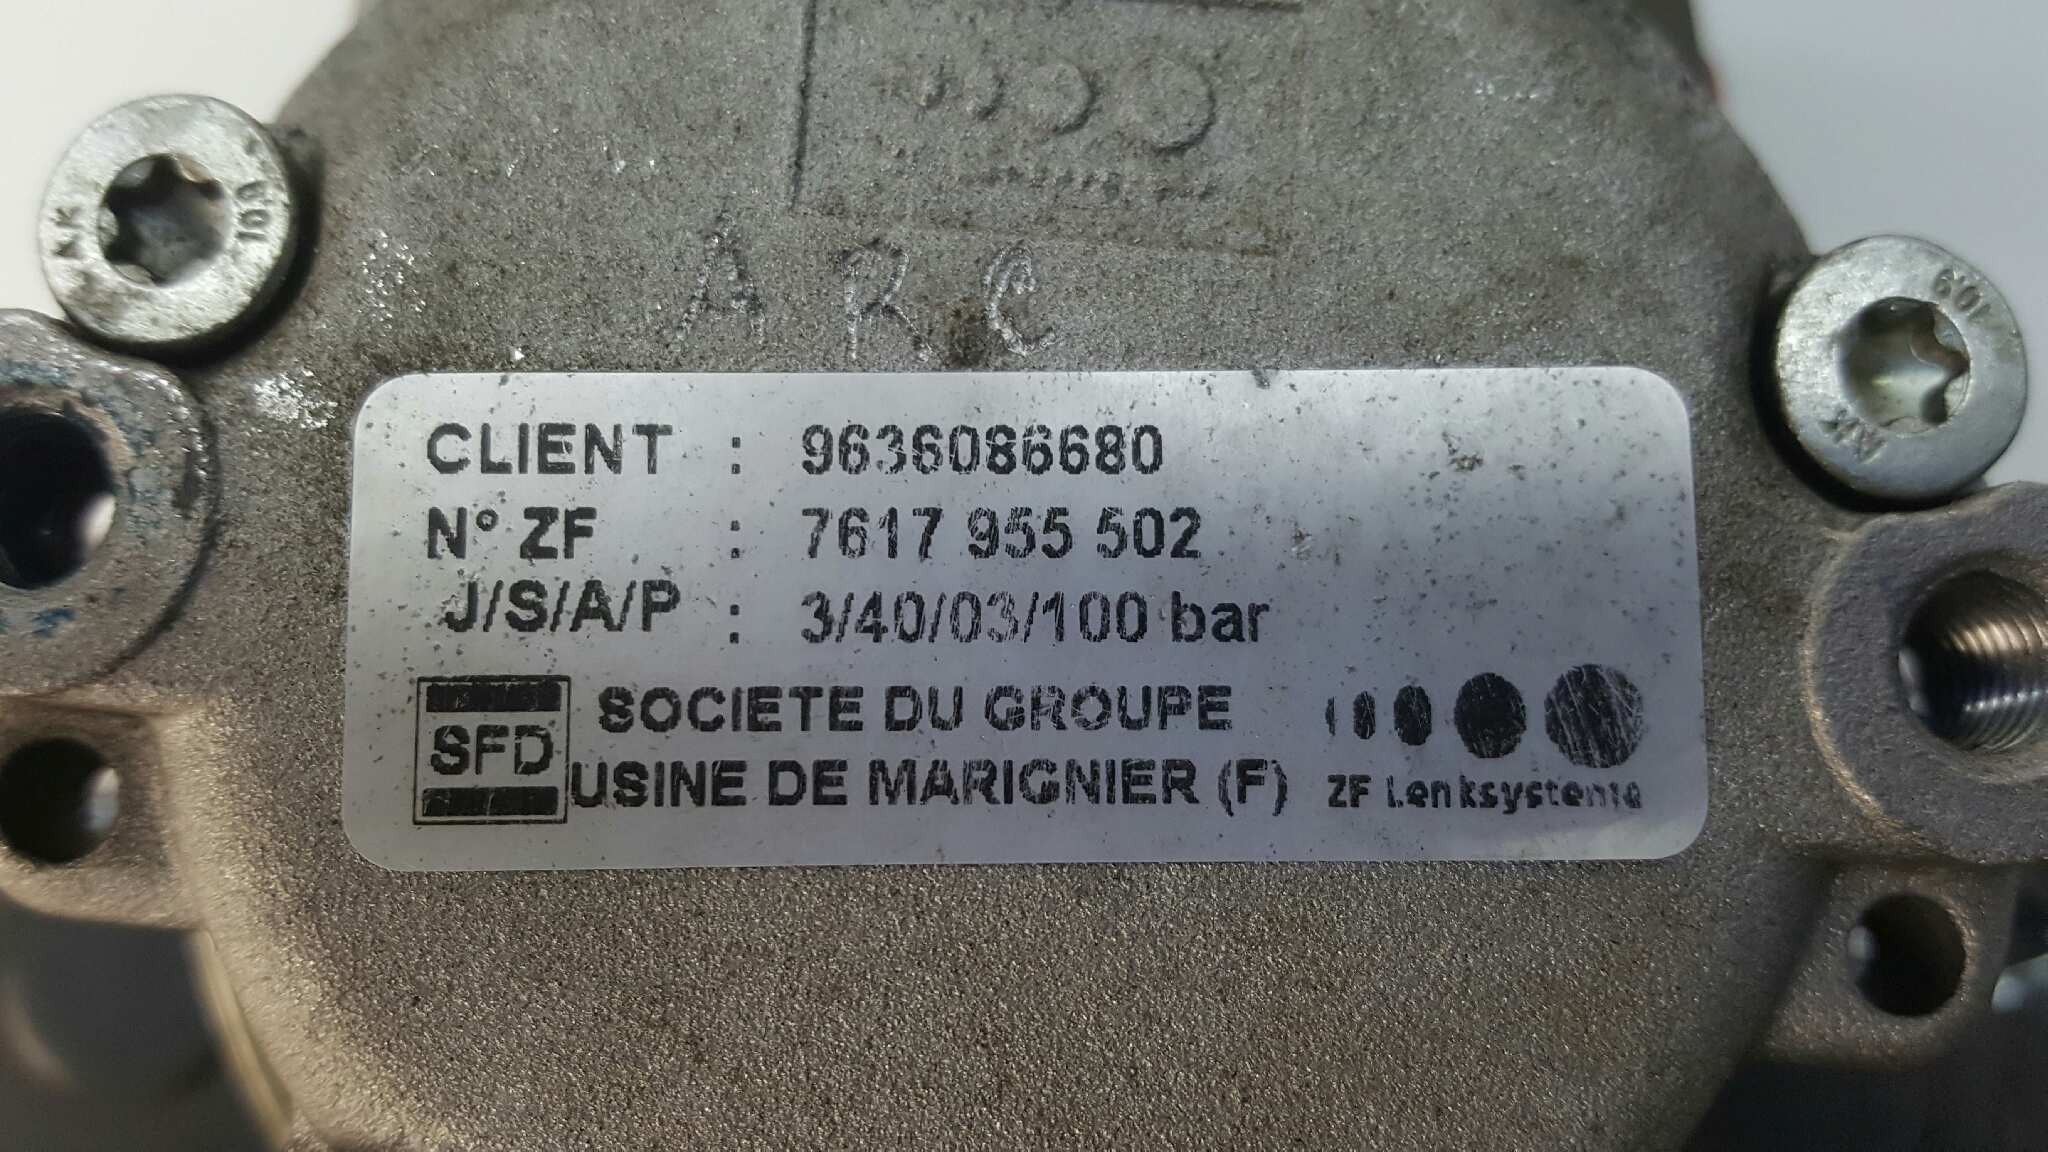 A R C
CLIENT : 9636086680
N° ZF : 7617 955 502
J/S/A/P : 3/40/03/100 bar
SFD
SOCIETE DU GROUPE
USINE DE MARIGNIER (F)
ZF Lenksysteme